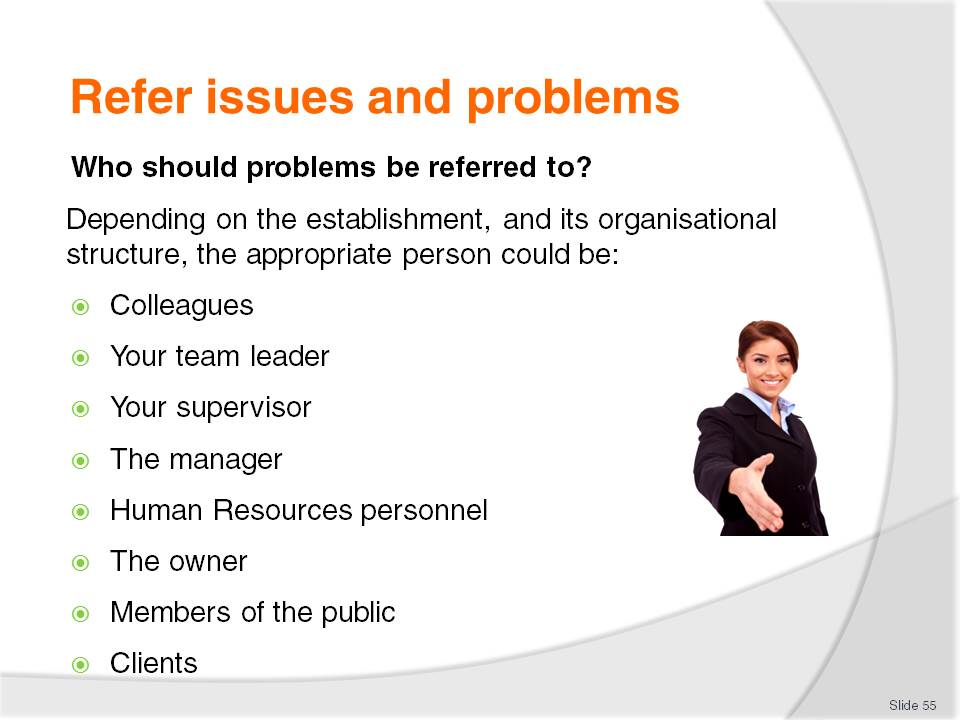 Refer issues and problems
Who should problems be referred to?
Depending on the establishment, and its organisational
structure, the appropriate person could be:
Colleagues
Your team leader
Your supervisor
The manager
Human Resources personnel
The owner
Members of the public
Clients
Slide 55